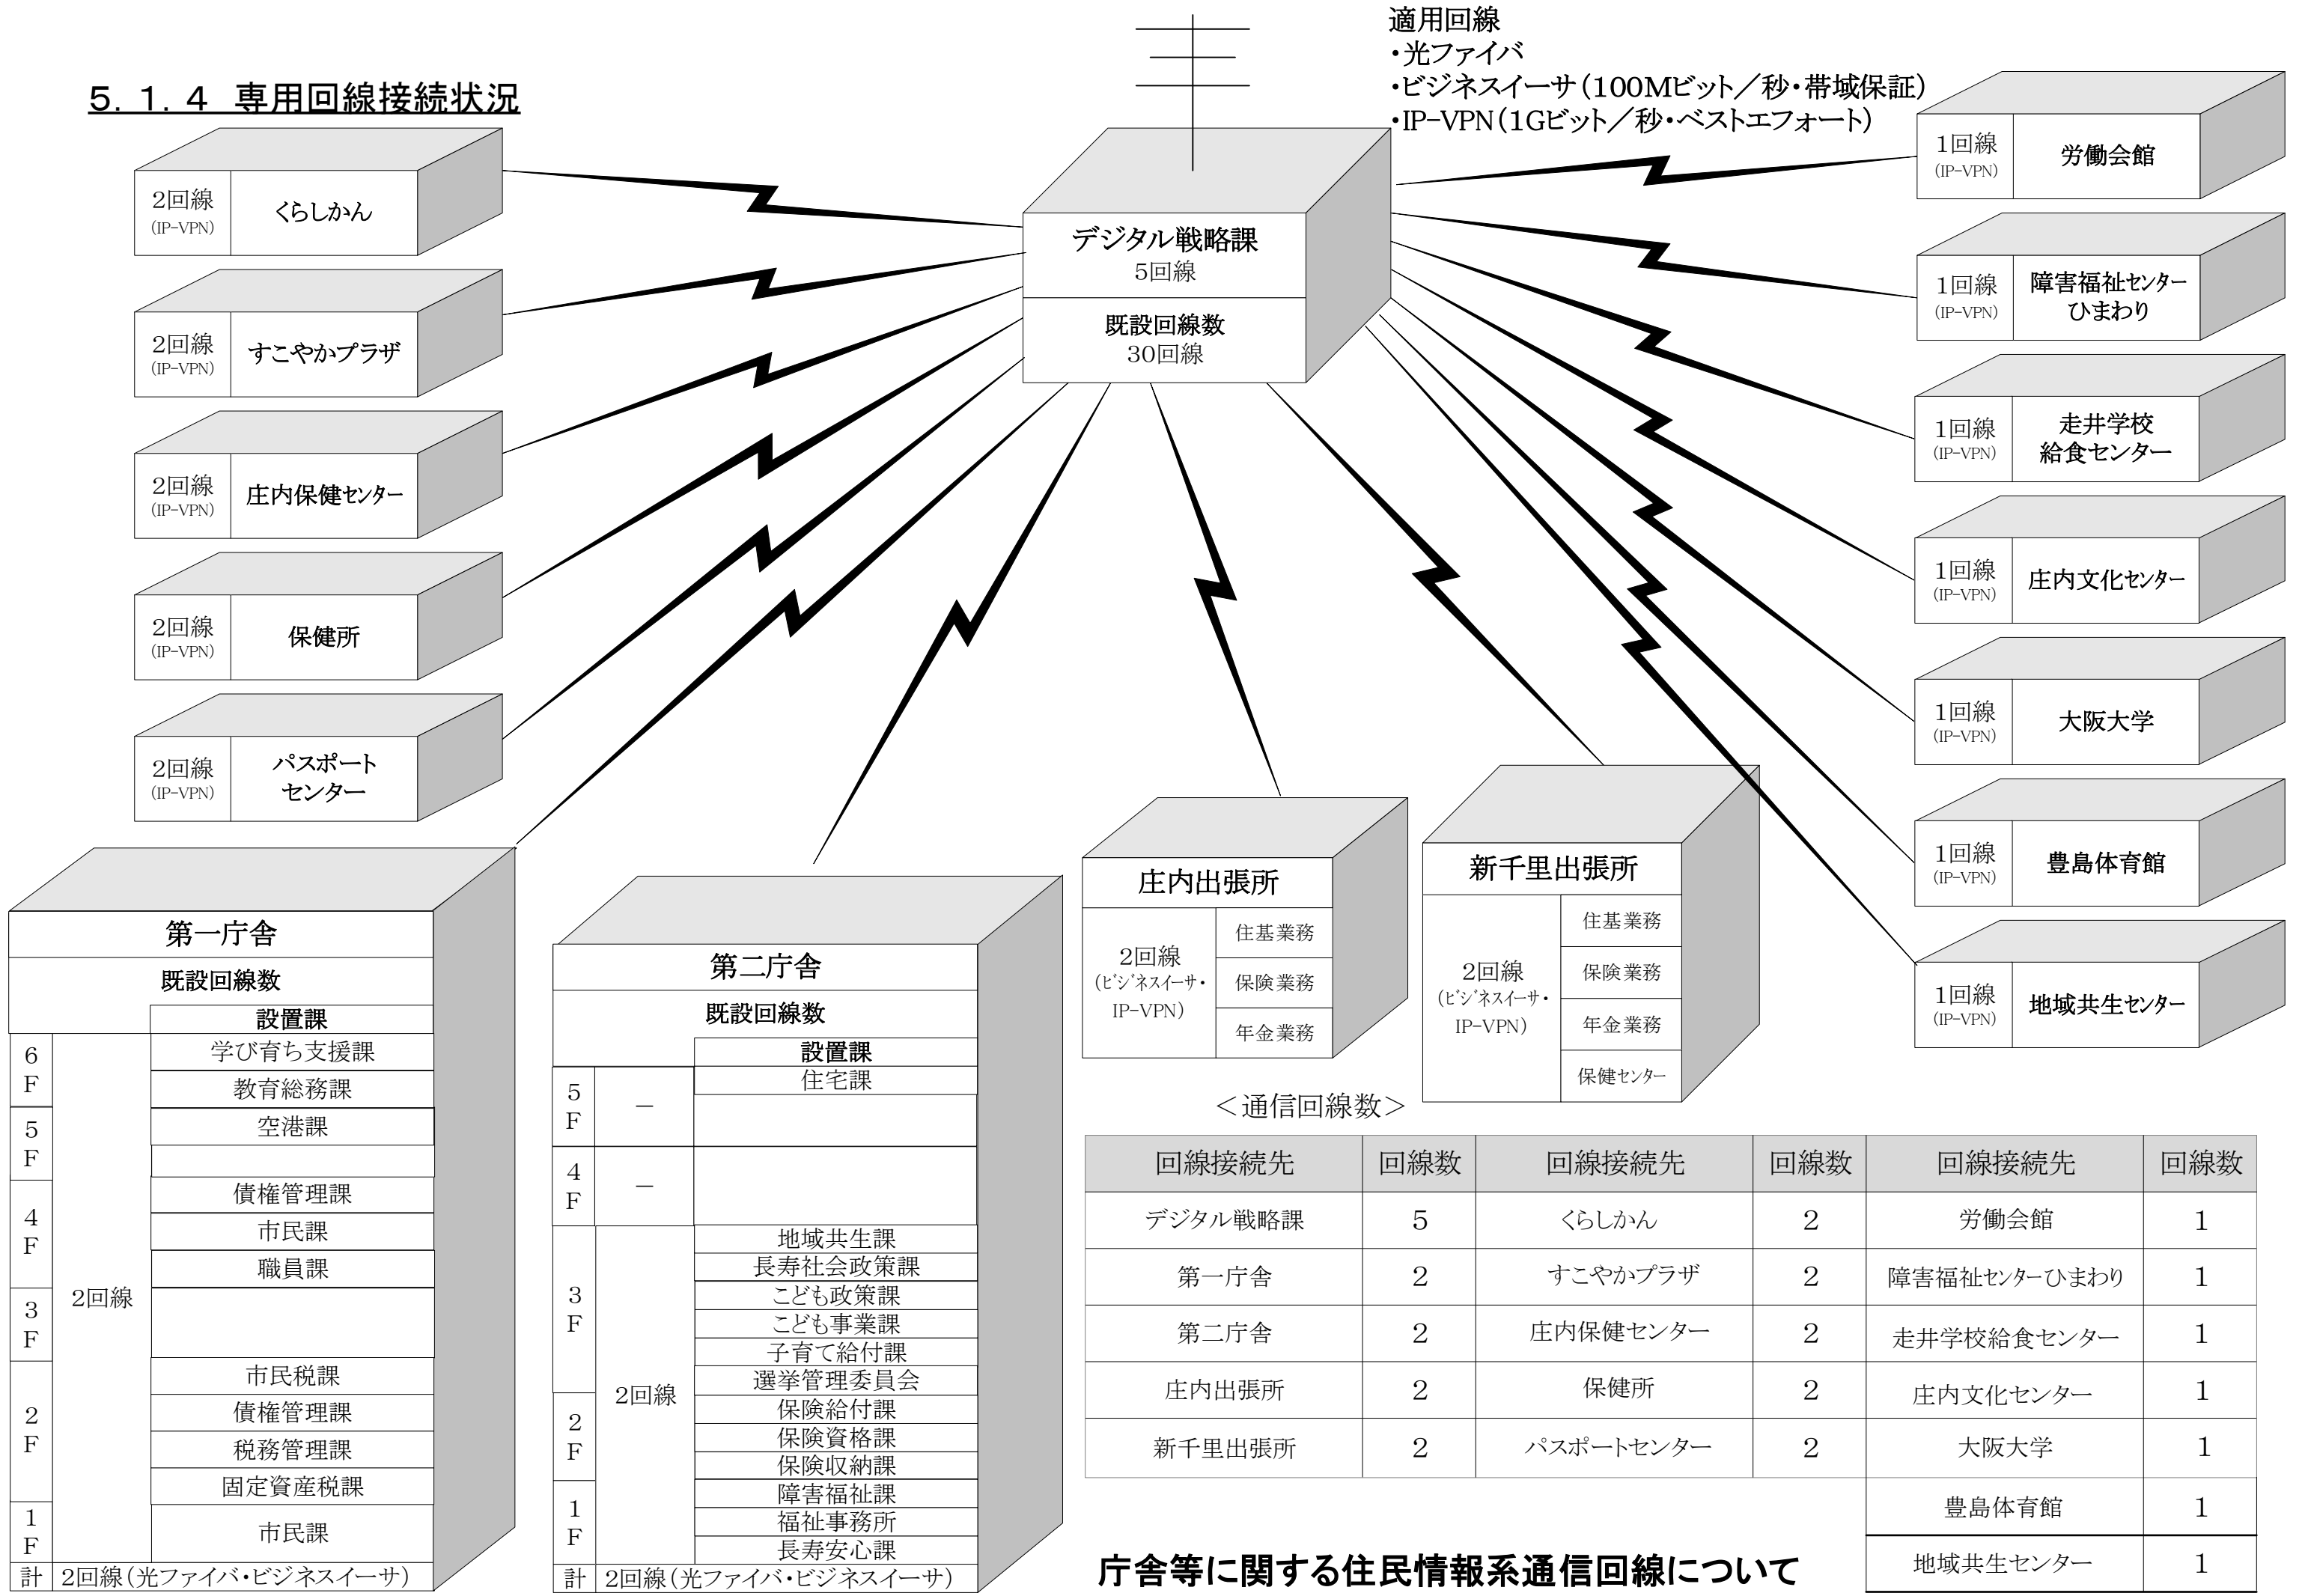 5.1.4 専用回線接続状況
適用回線
・光ファイバ
・ビジネスイーサ(100Mビット/秒・帯域保証)
・IP-VPN(1Gビット/秒・ベストエフォート)
デジタル戦略課
5回線
既設回線数
30回線
2回線
(IP-VPN)
くらしかん
2回線
(IP-VPN)
すこやかプラザ
2回線
(IP-VPN)
庄内保健センター
2回線
(IP-VPN)
保健所
2回線
(IP-VPN)
パスポート
センター
1回線
(IP-VPN)
労働会館
1回線
(IP-VPN)
障害福祉センター
ひまわり
1回線
(IP-VPN)
走井学校
給食センター
1回線
(IP-VPN)
庄内文化センター
1回線
(IP-VPN)
大阪大学
1回線
(IP-VPN)
豊島体育館
1回線
(IP-VPN)
地域共生センター
第一庁舎
既設回線数
設置課
6F
5F
4F
3F
2F
1F
2回線
学び育ち支援課
教育総務課
空港課
債権管理課
市民課
職員課
市民税課
債権管理課
税務管理課
固定資産税課
市民課
計 2回線(光ファイバ・ビジネスイーサ)
第二庁舎
既設回線数
設置課
5F
－
住宅課
4F
－
3F
2F
1F
2回線
地域共生課
長寿社会政策課
こども政策課
こども事業課
子育て給付課
選挙管理委員会
保険給付課
保険資格課
保険収納課
障害福祉課
福祉事務所
長寿安心課
計 2回線(光ファイバ・ビジネスイーサ)
庄内出張所
2回線
(ビジネスイーサ・
IP-VPN)
住基業務
保険業務
年金業務
新千里出張所
2回線
(ビジネスイーサ・
IP-VPN)
住基業務
保険業務
年金業務
保健センター
<通信回線数>
回線接続先 回線数 回線接続先 回線数 回線接続先 回線数
デジタル戦略課 5 くらしかん 2 労働会館 1
第一庁舎 2 すこやかプラザ 2 障害福祉センターひまわり 1
第二庁舎 2 庄内保健センター 2 走井学校給食センター 1
庄内出張所 2 保健所 2 庄内文化センター 1
新千里出張所 2 パスポートセンター 2 大阪大学 1
豊島体育館 1
地域共生センター 1
庁舎等に関する住民情報系通信回線について